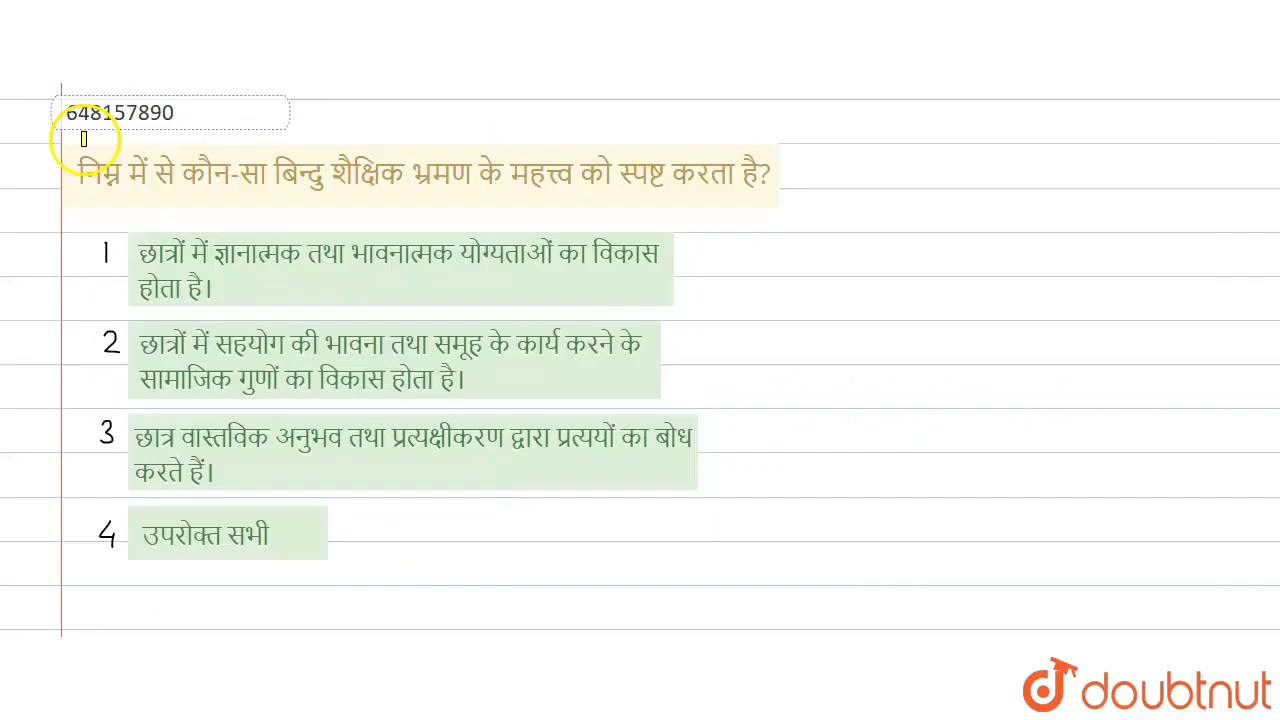 648157890
निम्न में से कौन-सा बिन्दु शैक्षिक भ्रमण के महत्त्व को स्पष्ट करता है?
1 छात्रों में ज्ञानात्मक तथा भावनात्मक योग्यताओं का विकास
होता है।
2 छात्रों में सहयोग की भावना तथा समूह के कार्य करने के
सामाजिक गुणों का विकास होता है।
3 छात्र वास्तविक अनुभव तथा प्रत्यक्षीकरण द्वारा प्रत्ययों का बोध
करते हैं।
4 उपरोक्त सभी
doubtnut